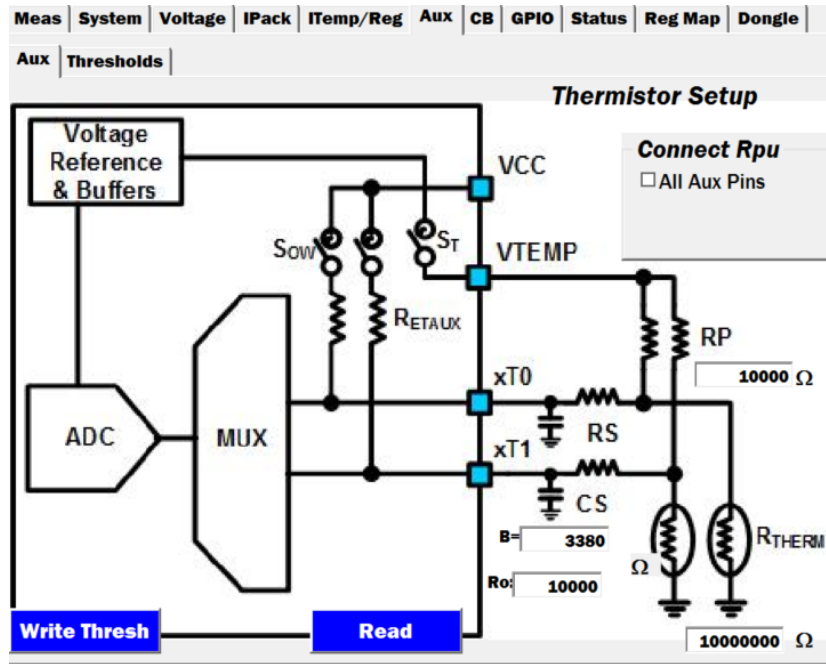 Meas System Voltage IPack ITemp/Reg Aux CB GPIO Status Reg Map Dongle
Aux Thresholds
Thermistor Setup
Voltage
Reference
& Buffers
Connect Rpu
All Aux Pins
VCC
SOW
ST
VTEMP
RETAUX
RP
10000 Ω
xT0
ADC
MUX
RS
xT1
CS
B= 3380
RTHERM
Ω
Ro: 10000
Write Thresh
Read
10000000 Ω